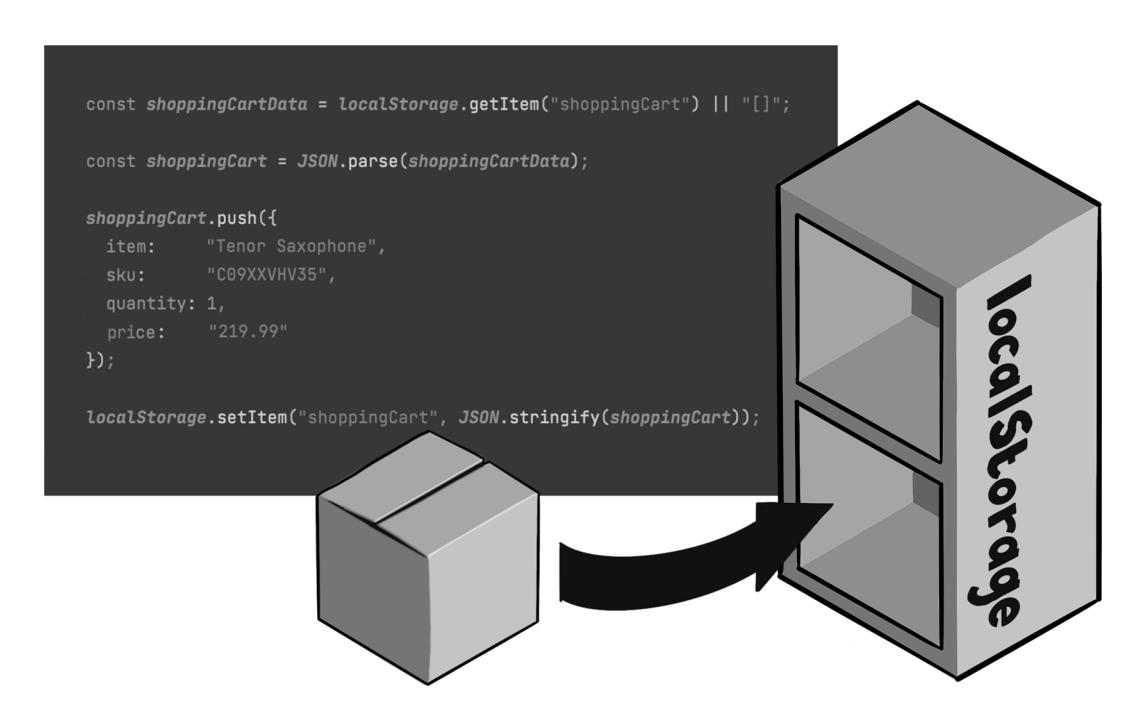 const shoppingCartData = localStorage.getItem("shoppingCart") || "[]";
const shoppingCart = JSON.parse(shoppingCartData);
shoppingCart.push({
item: "Tenor Saxophone",
sku: "C09XXVHV35",
quantity: 1,
price: "219.99"
});
localStorage.setItem("shoppingCart", JSON.stringify(shoppingCart));
localStorage